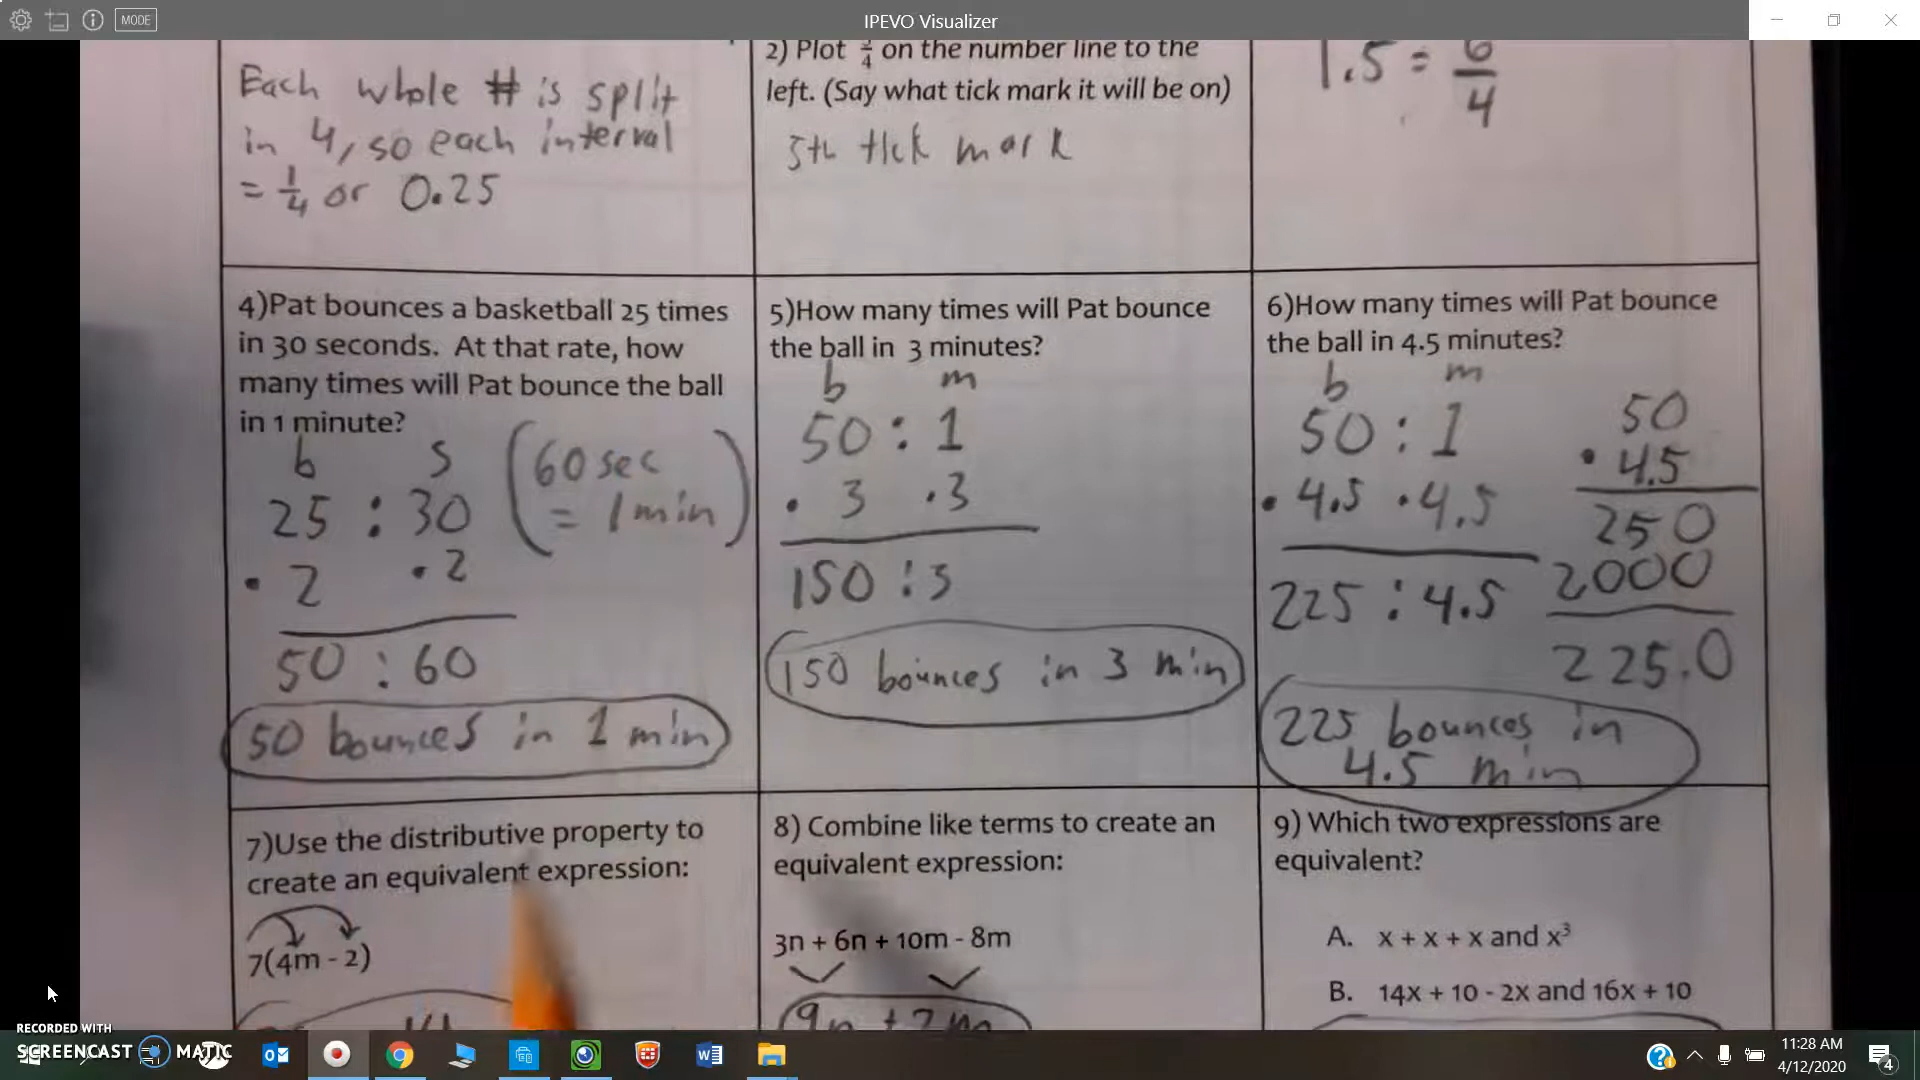 IPEVO Visualizer
MODE
Each whole # is split
in 4, so each interval
= 1/4 or 0.25
2) Plot /4 on the number line to the
left. (Say what tick mark it will be on)
5th tick mark
1.5 = 6/4
4)Pat bounces a basketball 25 times
in 30 seconds. At that rate, how
many times will Pat bounce the ball
in 1 minute?
b s
25 : 30
(60 sec
= 1 min)
• 2 • 2
50 : 60
50 bounces in 1 min
5)How many times will Pat bounce
the ball in 3 minutes?
b m
50 : 1
• 3 • 3
150 : 3
150 bounces in 3 min
6)How many times will Pat bounce
the ball in 4.5 minutes?
b m
50 : 1
• 4.5 • 4.5
225 : 4.5
50
• 4.5
250
2000
225.0
225 bounces in
4.5 min
7)Use the distributive property to
create an equivalent expression:
7(4m - 2)
8) Combine like terms to create an
equivalent expression:
3n + 6n + 10m - 8m
9n + 2m
9) Which two expressions are
equivalent?
A. x + x + x and x³
B. 14x + 10 - 2x and 16x + 10
RECORDED WITH
SCREENCAST MATIC
11:28 AM
4/12/2020
4